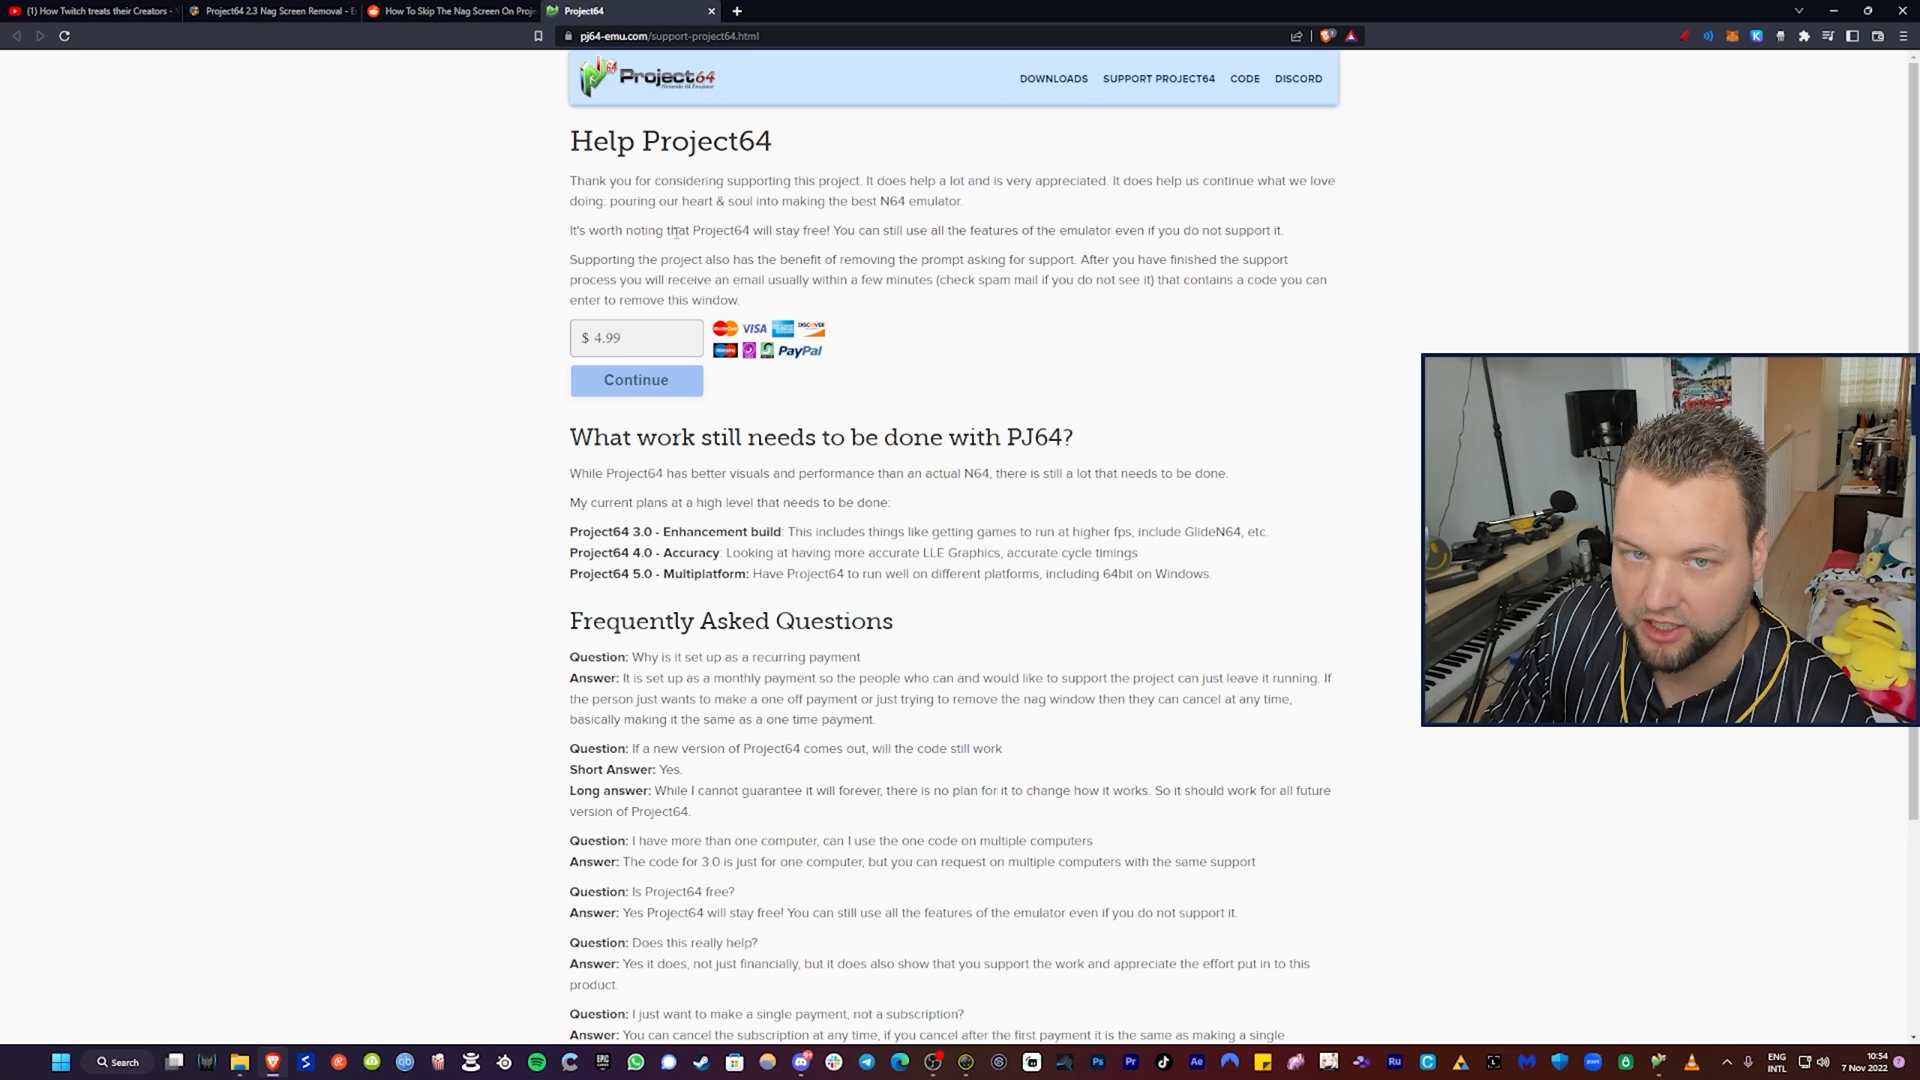 (1) How Twitch treats their Creators -
Project64 2.3 Nag Screen Removal -
How To Skip The Nag Screen On Proje
Project64
pj64-emu.com/support-project64.html
Project64
Nintendo 64 Emulator
DOWNLOADS SUPPORT PROJECT64 CODE DISCORD
Help Project64
Thank you for considering supporting this project. It does help a lot and is very appreciated. It does help us continue what we love
doing: pouring our heart & soul into making the best N64 emulator.
It's worth noting that Project64 will stay free! You can still use all the features of the emulator even if you do not support it.
Supporting the project also has the benefit of removing the prompt asking for support. After you have finished the support
process you will receive an email usually within a few minutes (check spam mail if you do not see it) that contains a code you can
enter to remove this window.
$ 4.99
VISA DISCOVER
PayPal
Continue
What work still needs to be done with PJ64?
While Project64 has better visuals and performance than an actual N64, there is still a lot that needs to be done.
My current plans at a high level that needs to be done:
Project64 3.0 - Enhancement build: This includes things like getting games to run at higher fps, include GlideN64, etc.
Project64 4.0 - Accuracy: Looking at having more accurate LLE Graphics, accurate cycle timings
Project64 5.0 - Multiplatform: Have Project64 to run well on different platforms, including 64bit on Windows.
Frequently Asked Questions
Question: Why is it set up as a recurring payment
Answer: It is set up as a monthly payment so the people who can and would like to support the project can just leave it running. If
the person just wants to make a one off payment or just trying to remove the nag window then they can cancel at any time,
basically making it the same as a one time payment.
Question: If a new version of Project64 comes out, will the code still work
Short Answer: Yes.
Long answer: While I cannot guarantee it will forever, there is no plan for it to change how it works. So it should work for all future
version of Project64.
Question: I have more than one computer, can I use the one code on multiple computers
Answer: The code for 3.0 is just for one computer, but you can request on multiple computers with the same support
Question: Is Project64 free?
Answer: Yes Project64 will stay free! You can still use all the features of the emulator even if you do not support it.
Question: Does this really help?
Answer: Yes it does, not just financially, but it does also show that you support the work and appreciate the effort put in to this
product.
Question: I just want to make a single payment, not a subscription?
Answer: You can cancel the subscription at any time, if you cancel after the first payment it is the same as making a single
Search
ENG
INTL
10:54
7 Nov 2022